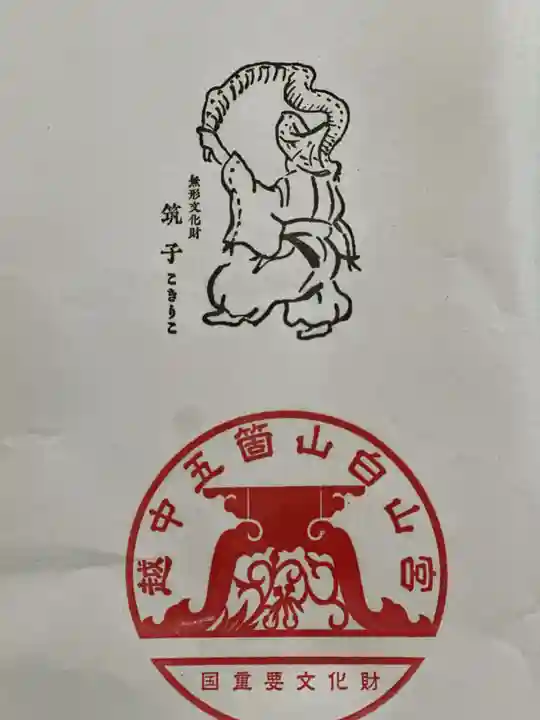 無形文化財
筑子
こきりこ
越中五箇山白山宮
国重要文化財